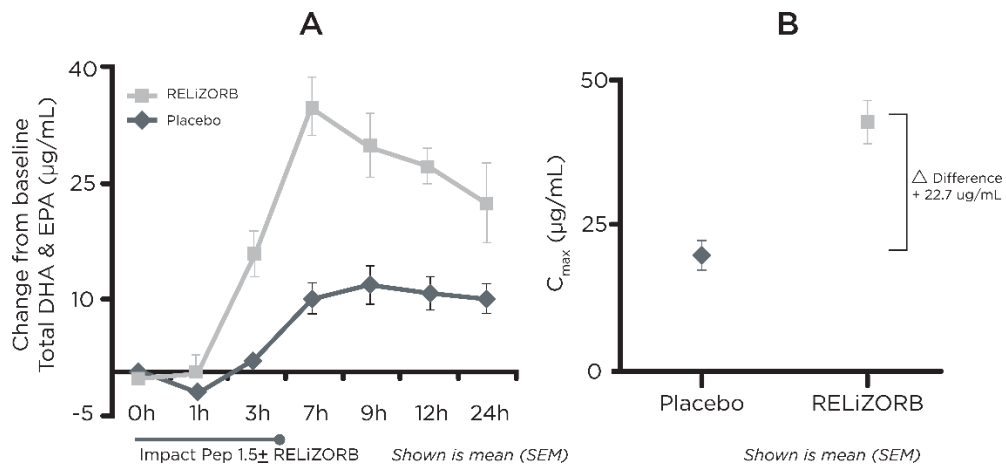 A
Change from baseline
Total DHA & EPA (µg/mL)
40
25
10
-5
RELiZORB
Placebo
0h 1h 3h 7h 9h 12h 24h
Impact Pep 1.5± RELiZORB
Shown is mean (SEM)
B
Cmax (µg/mL)
50
25
0
△ Difference
+ 22.7 ug/mL
Placebo RELiZORB
Shown is mean (SEM)